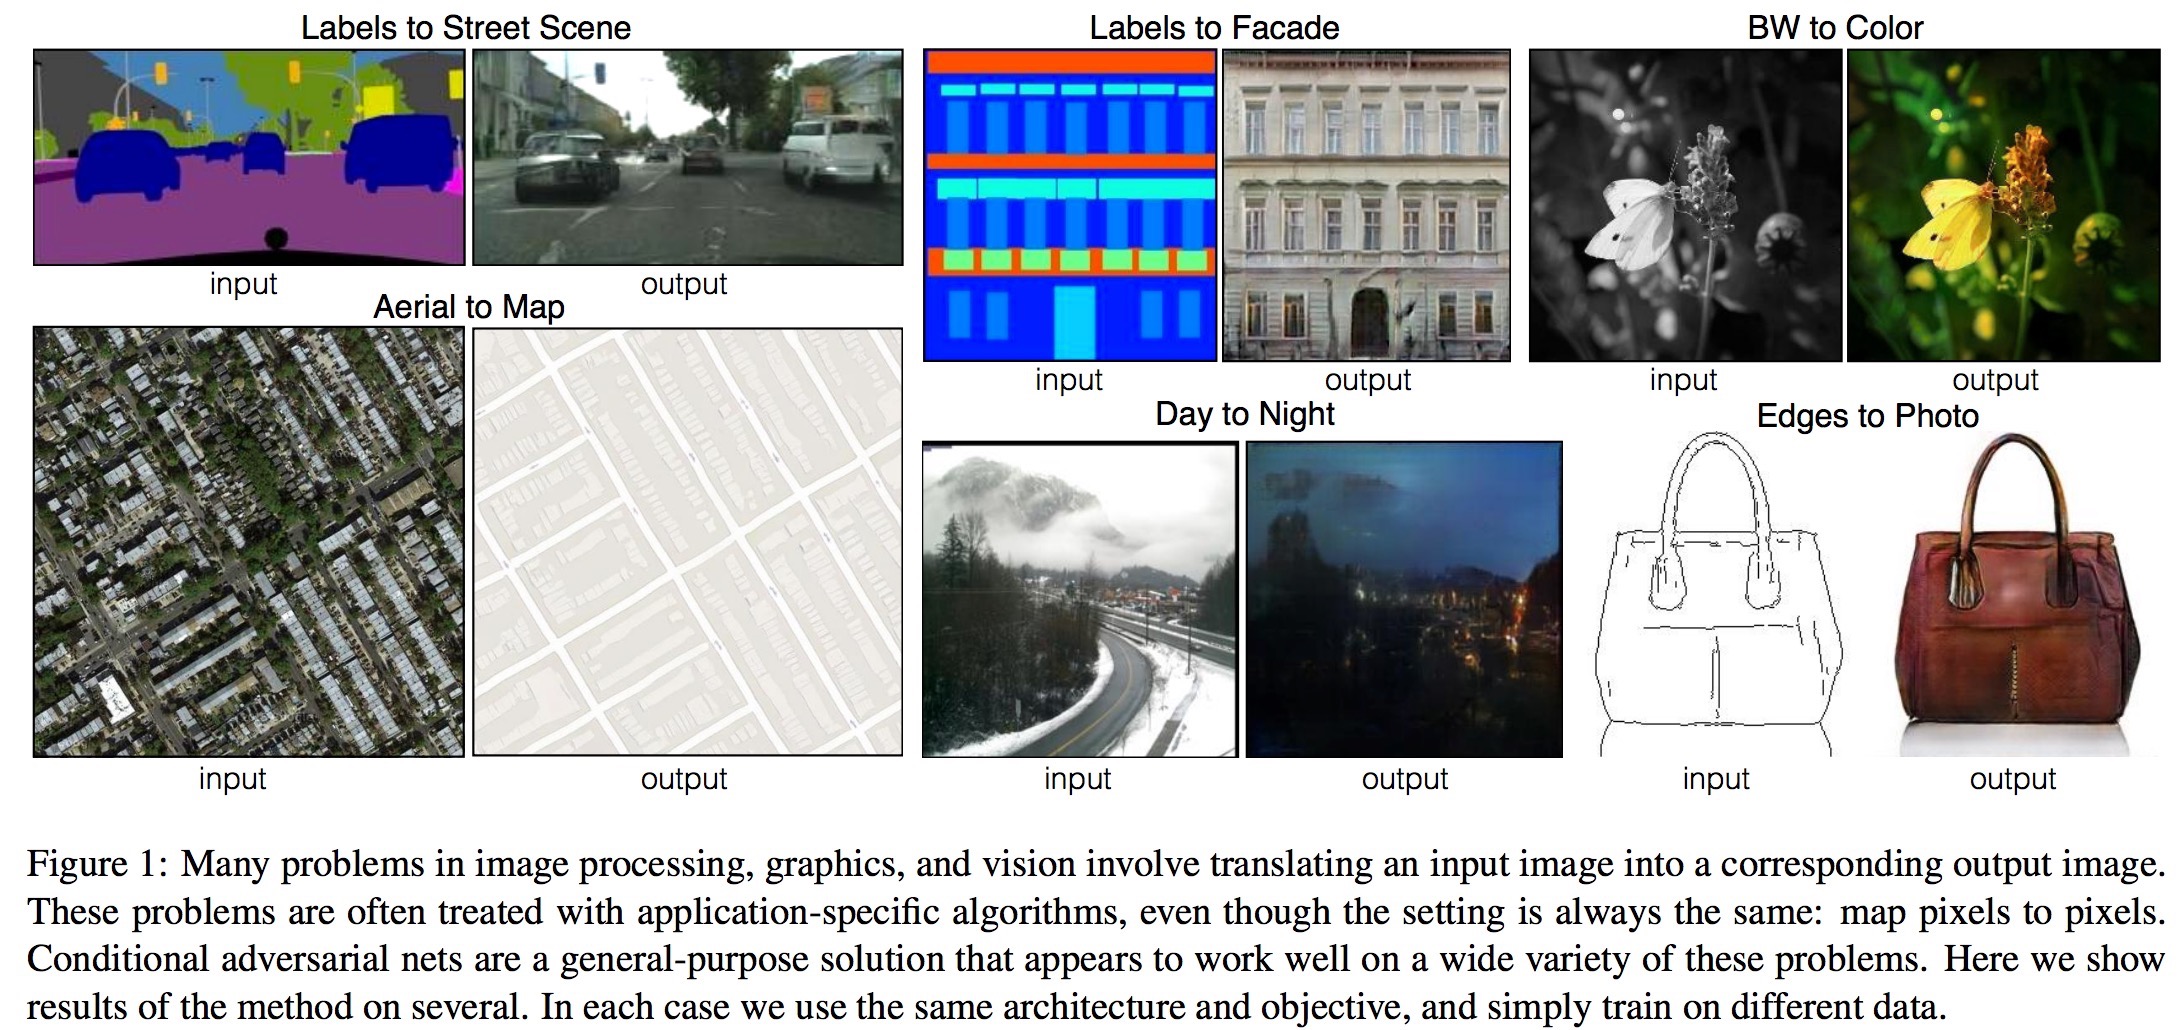 Labels to Street Scene
input
output
Aerial to Map
input
output
Labels to Facade
input
output
BW to Color
input
output
Day to Night
input
output
Edges to Photo
input
output
Figure 1: Many problems in image processing, graphics, and vision involve translating an input image into a corresponding output image.
These problems are often treated with application-specific algorithms, even though the setting is always the same: map pixels to pixels.
Conditional adversarial nets are a general-purpose solution that appears to work well on a wide variety of these problems. Here we show
results of the method on several. In each case we use the same architecture and objective, and simply train on different data.